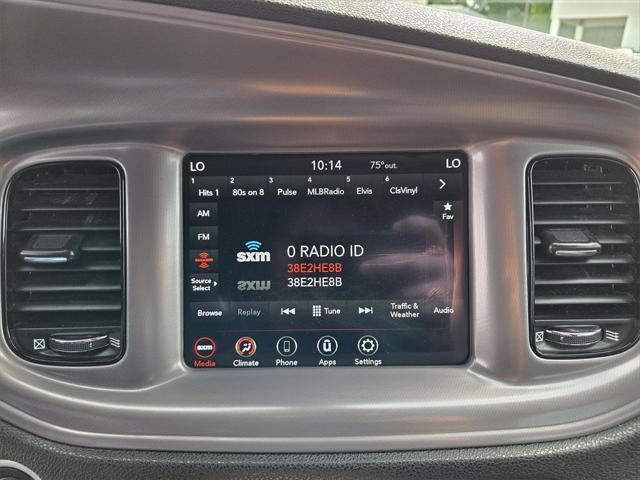 LO 10:14 75°out. LO
1 2 3 4 5 6
Hits 1 80s on 8 Pulse MLBRadio Elvis ClsVinyl
AM
Fav
FM
sxm 0 RADIO ID
38E2HE8B
Source Select sxm 38E2HE8B
Browse Replay Tune Traffic & Weather Audio
sxm ü
Media Climate Phone Apps Settings